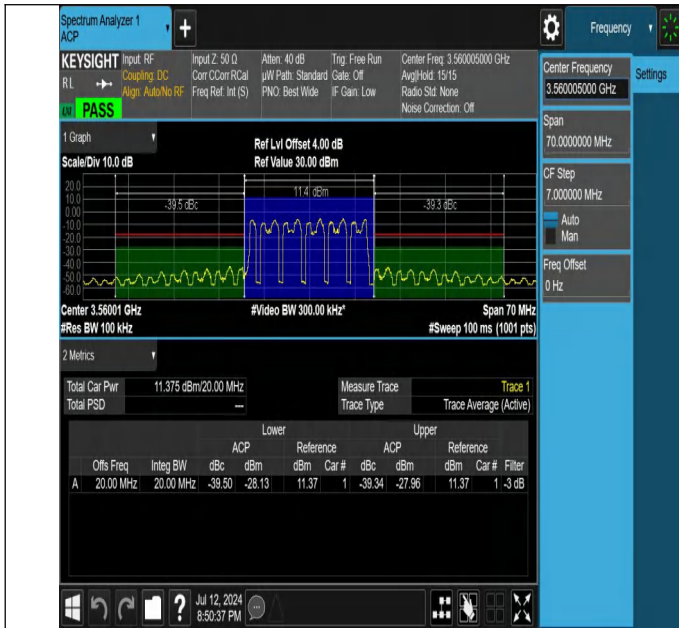 Spectrum Analyzer 1
ACP
Frequency
KEYSIGHT Input: RF Input Z: 50 Ω Atten: 40 dB Trig: Free Run Center Freq: 3.560005000 GHz
RL Coupling: DC Corr CCorr RCal µW Path: Standard Gate: Off Avg|Hold: 15/15
Align: Auto/No RF Freq Ref: Int (S) PNO: Best Wide IF Gain: Low Radio Std: None
PASS Noise Correction: Off
1 Graph
Ref Lvl Offset 4.00 dB
Scale/Div 10.0 dB Ref Value 30.00 dBm
20.0
10.0
0.00
-10.0
-20.0
-30.0
-40.0
-50.0
-60.0
-39.5 dBc 11.4 dBm -39.3 dBc
Center 3.56001 GHz #Video BW 300.00 kHz* Span 70 MHz
#Res BW 100 kHz #Sweep 100 ms (1001 pts)
2 Metrics
Total Car Pwr 11.375 dBm/20.00 MHz Measure Trace Trace 1
Total PSD --- Trace Type Trace Average (Active)
Lower Upper
ACP Reference ACP Reference
Offs Freq Integ BW dBc dBm dBm Car # dBc dBm dBm Car # Filter
A 20.00 MHz 20.00 MHz -39.50 -28.13 11.37 1 -39.34 -27.96 11.37 1 -3 dB
Jul 12, 2024
8:50:37 PM
Center Frequency
3.560005000 GHz
Settings
Span
70.0000000 MHz
CF Step
7.000000 MHz
Auto
Man
Freq Offset
0 Hz